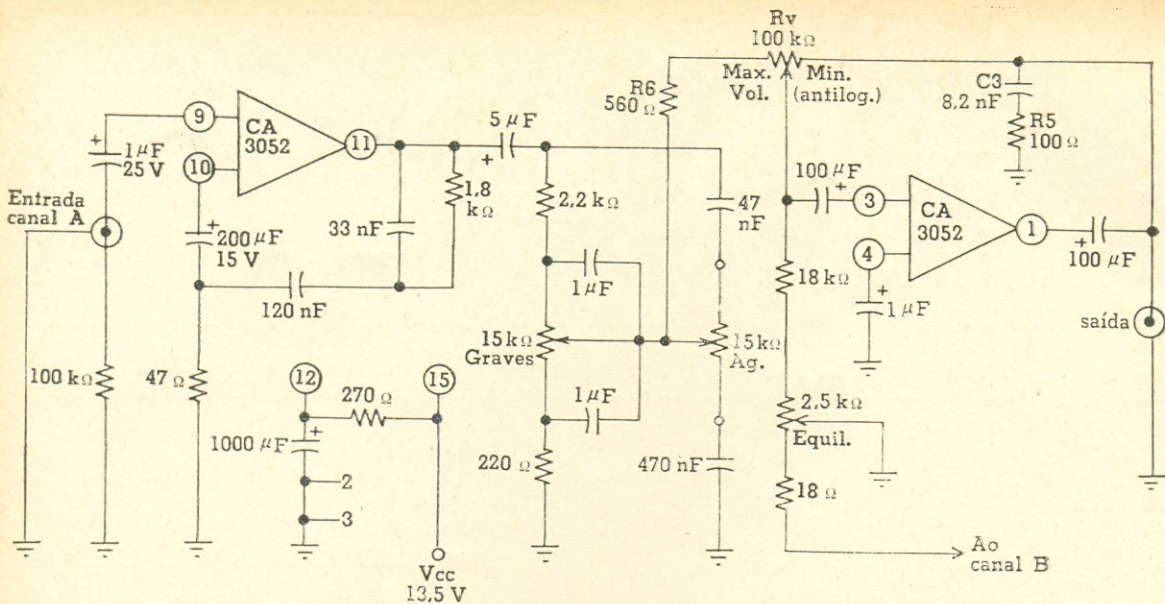 Rv
100 kΩ
Max. Min.
Vol. (antilog.)
R6
560 Ω
C3
8,2 nF
R5
100 Ω
9
CA
3052
11
10
1 μF
25 V
Entrada
canal A
200 μF
15 V
120 nF
33 nF
1,8
kΩ
5 μF
2,2 kΩ
47
nF
1 μF
15 kΩ
Graves
15 kΩ
Ag.
1 μF
220 Ω
470 nF
100 kΩ
47 Ω
12
270 Ω
15
1000 μF
2
3
Vcc
13,5 V
100 μF
3
CA
3052
1
4
100 μF
1 μF
18 kΩ
saída
2,5 kΩ
Equil.
18 Ω
Ao
canal B